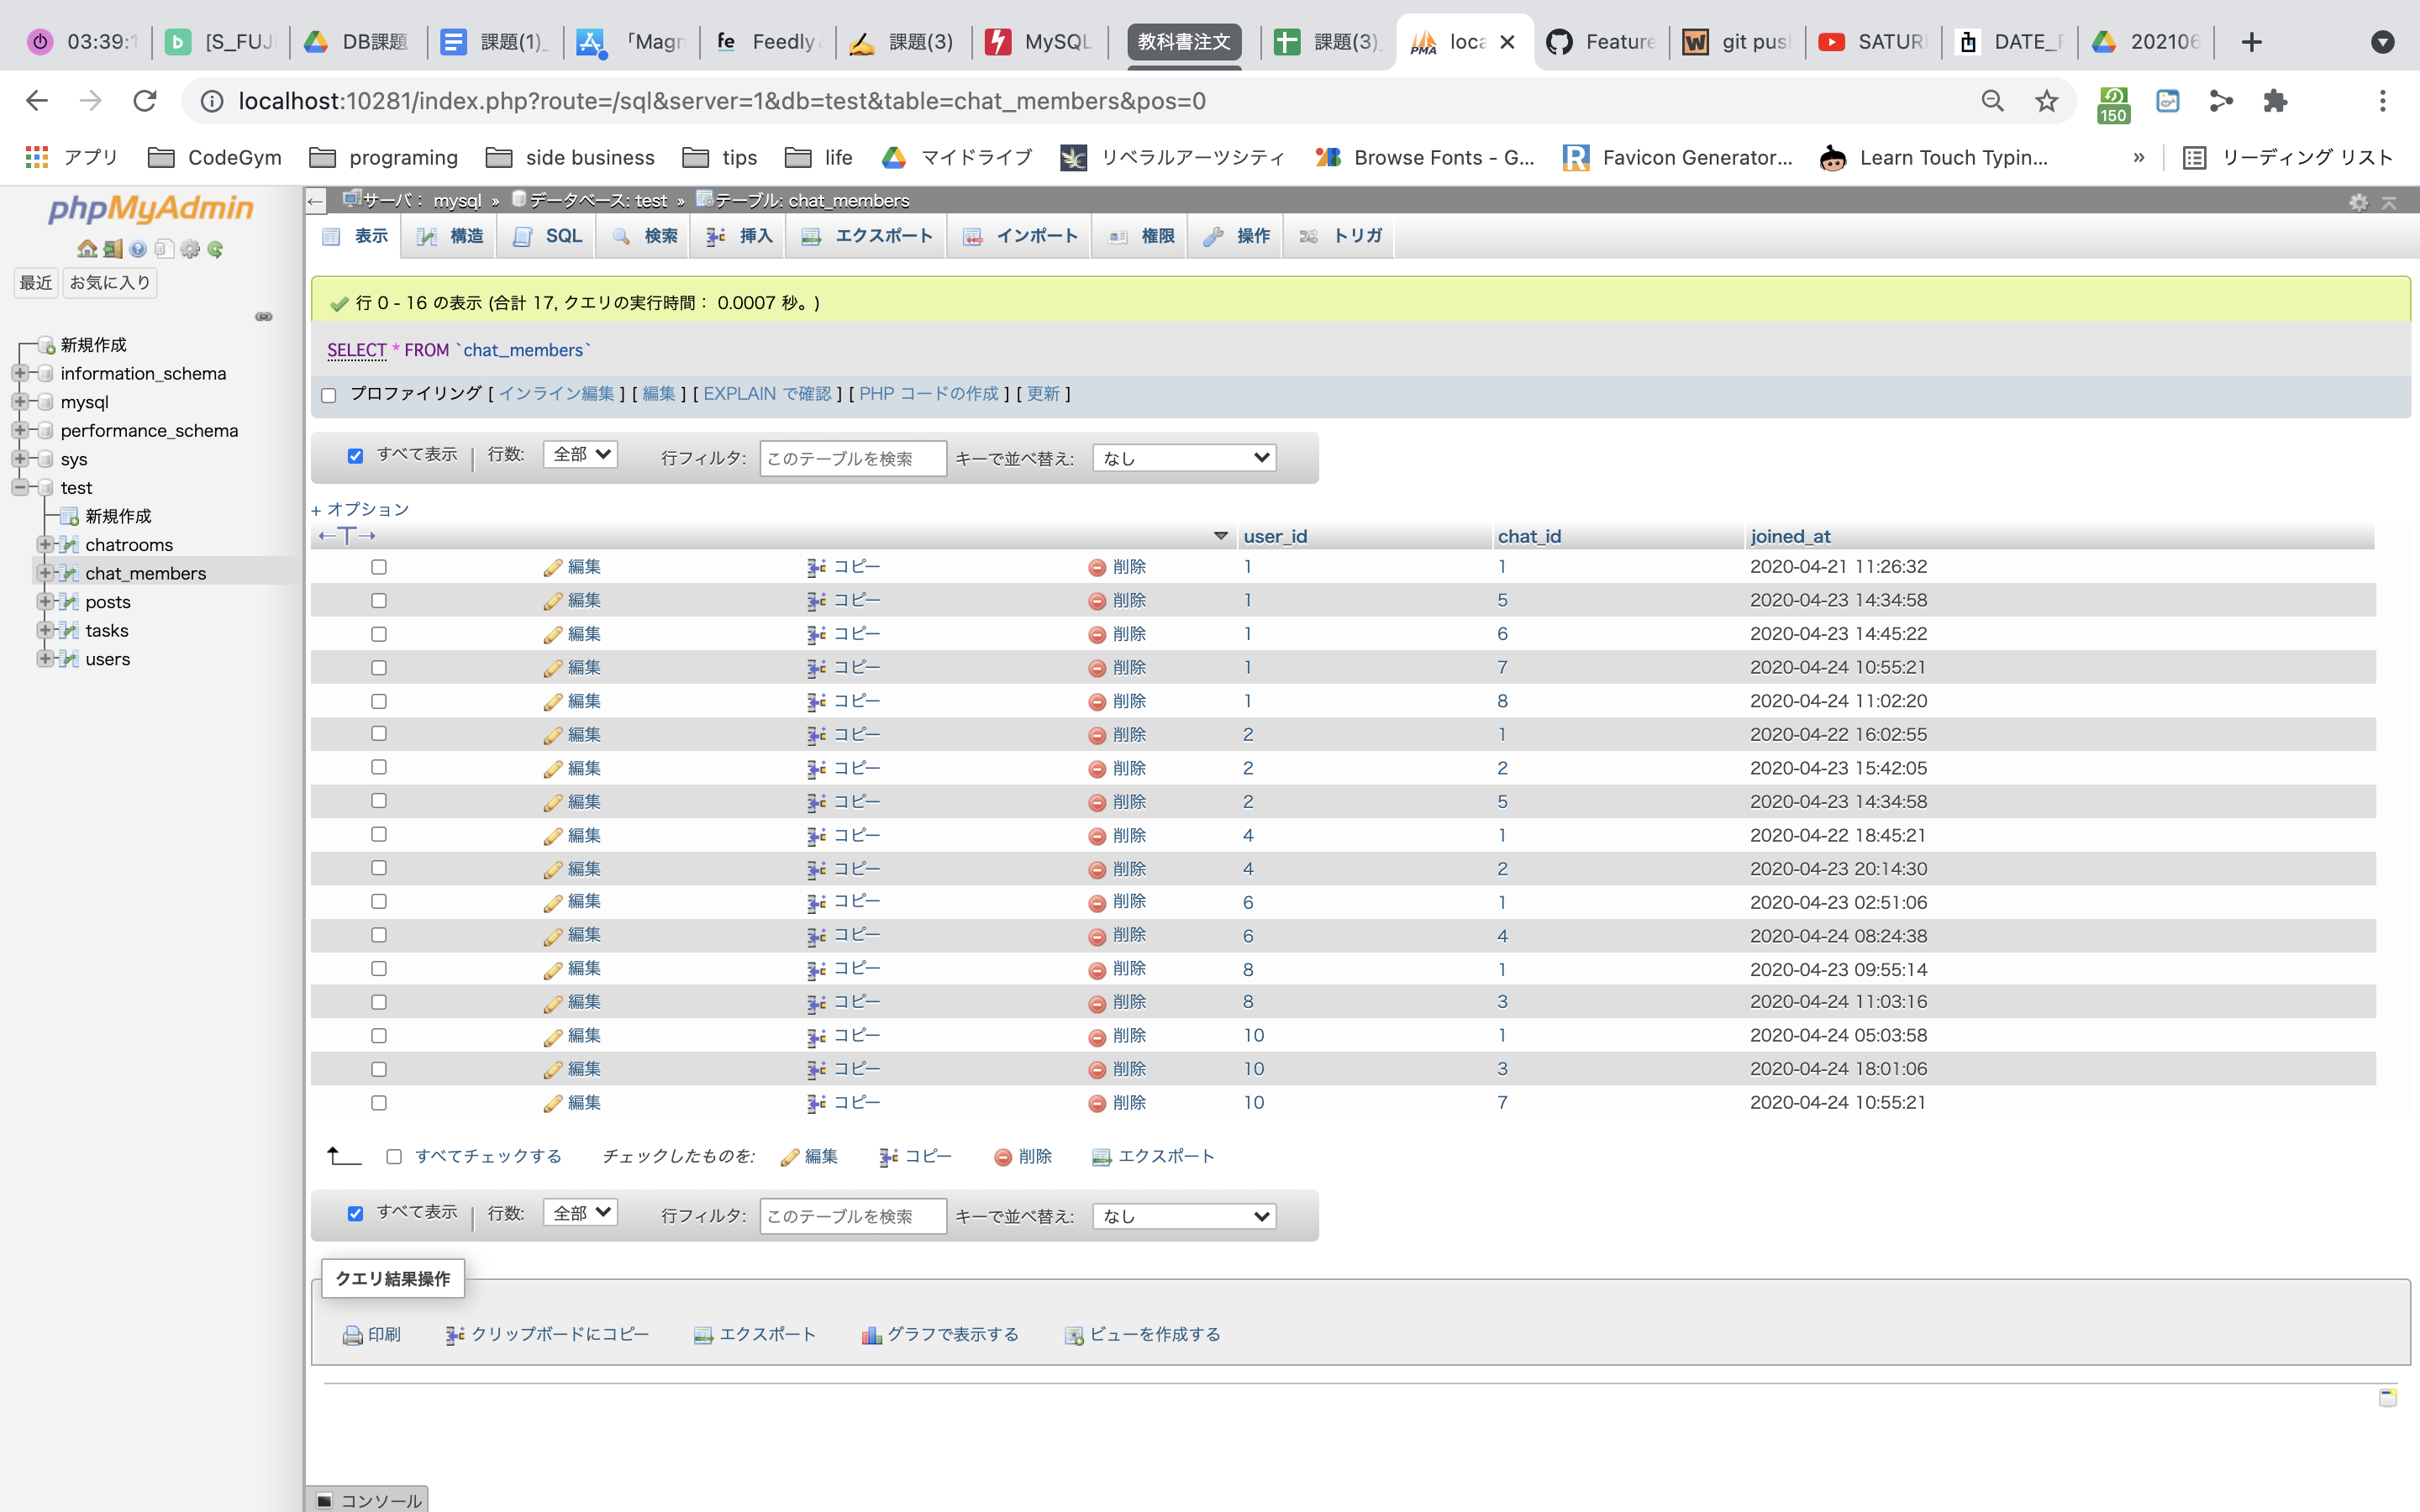 03:39:1 [S_FUJI DB課題 課題(1)_ 「Magn fe Feedly 課題(3) MySQL 教科書注文 課題(3)_ PMA loca Feature git pus SATUR DATE_F 202106
localhost:10281/index.php?route=/sql&server=1&db=test&table=chat_members&pos=0 150
アプリ CodeGym programing side business tips life マイドライブ リベラルアーツシティ Browse Fonts - G... Favicon Generator... Learn Touch Typin... » リーディング リスト
phpMyAdmin
最近 お気に入り
新規作成
information_schema
mysql
performance_schema
sys
test
新規作成
chatrooms
chat_members
posts
tasks
users
サーバ: mysql » データベース: test » テーブル: chat_members
表示 構造 SQL 検索 挿入 エクスポート インポート 権限 操作 トリガ
行 0 - 16 の表示 (合計 17, クエリの実行時間: 0.0007 秒。)
SELECT * FROM `chat_members`
プロファイリング [ インライン編集 ] [ 編集 ] [ EXPLAIN で確認 ] [ PHP コードの作成 ] [ 更新 ]
すべて表示 行数: 全部 行フィルタ: このテーブルを検索 キーで並べ替え: なし
+ オプション
←T→ user_id chat_id joined_at
編集 コピー 削除 1 1 2020-04-21 11:26:32
編集 コピー 削除 1 5 2020-04-23 14:34:58
編集 コピー 削除 1 6 2020-04-23 14:45:22
編集 コピー 削除 1 7 2020-04-24 10:55:21
編集 コピー 削除 1 8 2020-04-24 11:02:20
編集 コピー 削除 2 1 2020-04-22 16:02:55
編集 コピー 削除 2 2 2020-04-23 15:42:05
編集 コピー 削除 2 5 2020-04-23 14:34:58
編集 コピー 削除 4 1 2020-04-22 18:45:21
編集 コピー 削除 4 2 2020-04-23 20:14:30
編集 コピー 削除 6 1 2020-04-23 02:51:06
編集 コピー 削除 6 4 2020-04-24 08:24:38
編集 コピー 削除 8 1 2020-04-23 09:55:14
編集 コピー 削除 8 3 2020-04-24 11:03:16
編集 コピー 削除 10 1 2020-04-24 05:03:58
編集 コピー 削除 10 3 2020-04-24 18:01:06
編集 コピー 削除 10 7 2020-04-24 10:55:21
すべてチェックする チェックしたものを: 編集 コピー 削除 エクスポート
すべて表示 行数: 全部 行フィルタ: このテーブルを検索 キーで並べ替え: なし
クエリ結果操作
印刷 クリップボードにコピー エクスポート グラフで表示する ビューを作成する
コンソール